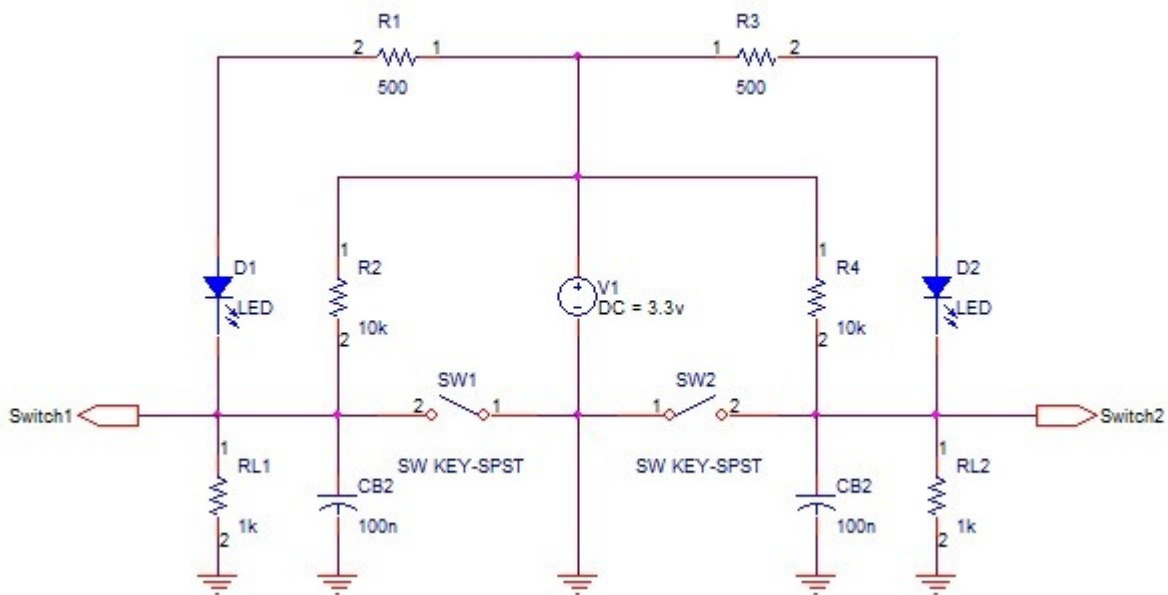 R1
R3
2
1
1
2
500
500
1
1
D1
R2
R4
D2
V1
LED
DC = 3.3v
LED
10k
10k
2
2
SW1
SW2
Switch1
2
1
1
2
Switch2
1
1
RL1
SW KEY-SPST
SW KEY-SPST
RL2
CB2
CB2
1k
100n
100n
1k
2
2